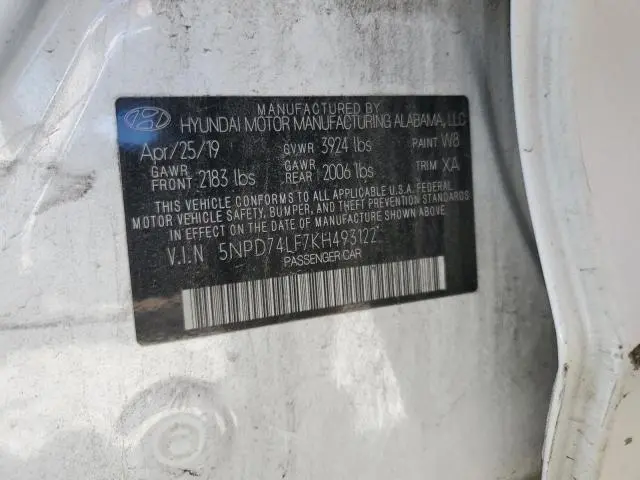 MANUFACTURED BY
HYUNDAI MOTOR MANUFACTURING ALABAMA, LLC
Apr/25/19 GVWR 3924 lbs PAINT W8
GAWR FRONT 2183 lbs GAWR REAR 2006 lbs TRIM XA
THIS VEHICLE CONFORMS TO ALL APPLICABLE U.S.A. FEDERAL
MOTOR VEHICLE SAFETY, BUMPER, AND THEFT PREVENTION STANDARDS
IN EFFECT ON THE DATE OF MANUFACTURE SHOWN ABOVE.
V.I.N 5NPD74LF7KH493122
PASSENGER CAR